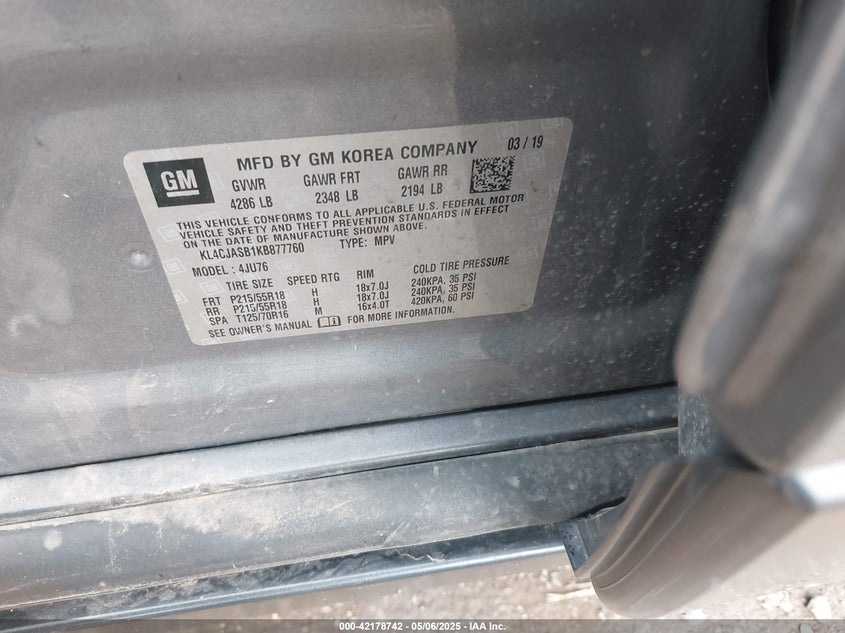 GM
MFD BY GM KOREA COMPANY
03 / 19
GVWR GAWR FRT GAWR RR
4286 LB 2348 LB 2194 LB
THIS VEHICLE CONFORMS TO ALL APPLICABLE U.S. FEDERAL MOTOR
VEHICLE SAFETY AND THEFT PREVENTION STANDARDS IN EFFECT
ON THE DATE OF MANUFACTURE SHOWN ABOVE.
KL4CJASB1KB877760 TYPE: MPV
MODEL : 4JU76
TIRE SIZE SPEED RTG RIM COLD TIRE PRESSURE
FRT P215/55R18 H 18x7.0J 240KPA, 35 PSI
RR P215/55R18 H 18x7.0J 240KPA, 35 PSI
SPA T125/70R16 M 16x4.0T 420KPA, 60 PSI
SEE OWNER'S MANUAL FOR MORE INFORMATION.
000-42178742 / 05/06/2025 - IAA Inc.